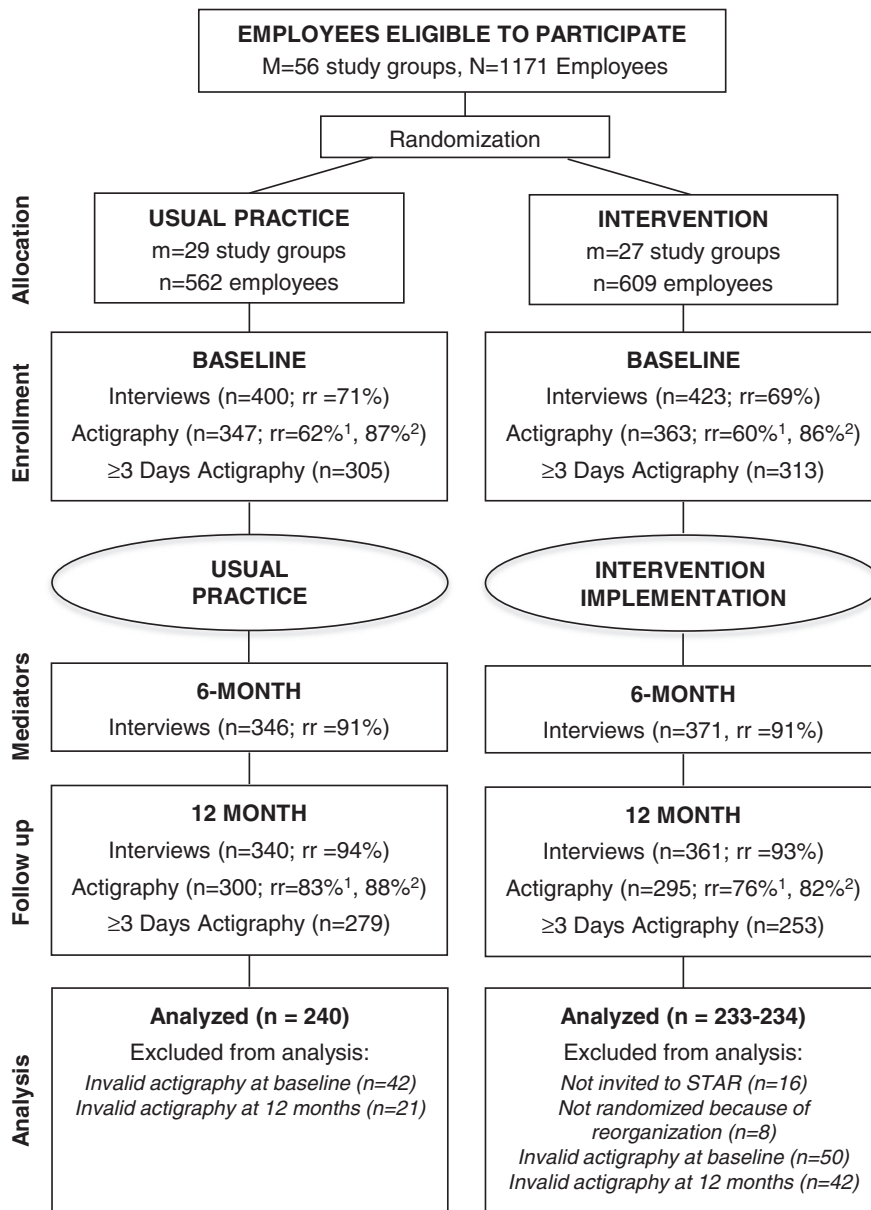 EMPLOYEES ELIGIBLE TO PARTICIPATE
M=56 study groups, N=1171 Employees
Randomization
Allocation
USUAL PRACTICE
m=29 study groups
n=562 employees
INTERVENTION
m=27 study groups
n=609 employees
Enrollment
BASELINE
Interviews (n=400; rr =71%)
Actigraphy (n=347; rr=62%¹, 87%²)
≥3 Days Actigraphy (n=305)
BASELINE
Interviews (n=423; rr=69%)
Actigraphy (n=363; rr=60%¹, 86%²)
≥3 Days Actigraphy (n=313)
USUAL
PRACTICE
INTERVENTION
IMPLEMENTATION
Mediators
6-MONTH
Interviews (n=346; rr =91%)
6-MONTH
Interviews (n=371, rr =91%)
Follow up
12 MONTH
Interviews (n=340; rr =94%)
Actigraphy (n=300; rr=83%¹, 88%²)
≥3 Days Actigraphy (n=279)
12 MONTH
Interviews (n=361; rr =93%)
Actigraphy (n=295; rr=76%¹, 82%²)
≥3 Days Actigraphy (n=253)
Analysis
Analyzed (n = 240)
Excluded from analysis:
Invalid actigraphy at baseline (n=42)
Invalid actigraphy at 12 months (n=21)
Analyzed (n = 233-234)
Excluded from analysis:
Not invited to STAR (n=16)
Not randomized because of
reorganization (n=8)
Invalid actigraphy at baseline (n=50)
Invalid actigraphy at 12 months (n=42)